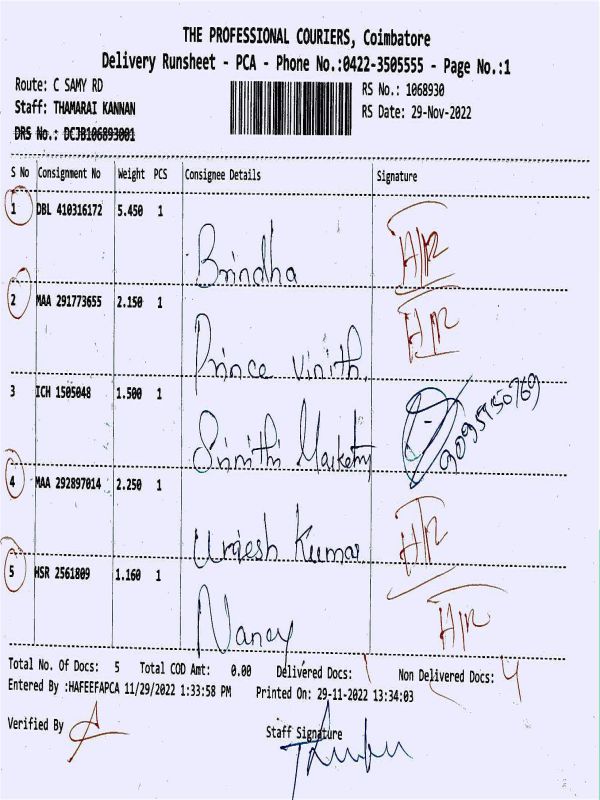 THE PROFESSIONAL COURIERS, Coimbatore
Delivery Runsheet - PCA - Phone No.:0422-3505555 - Page No.:1
Route: C SAMY RD
RS No.: 1068930
Staff: THAMARAI KANNAN
RS Date: 29-Nov-2022
DRS No.: DCJB106893001
S No Consignment No Weight PCS Consignee Details Signature
1 DBL 410316172 5.450 1 Brindha H/R
2 MAA 291773655 2.150 1 Prince Vinith. H/R
3 ICH 1505048 1.500 1 Srinithi
4 MAA 292897014 2.250 1 Kumar H/R
5 HSR 2561809 1.160 1 Nancy H/R
Total No. Of Docs: 5 Total COD Amt: 0.00 Delivered Docs: 1 Non Delivered Docs: 4
Entered By :HAFEEFAPCA 11/29/2022 1:33:58 PM Printed On: 29-11-2022 13:34:03
Verified By
Staff Signature